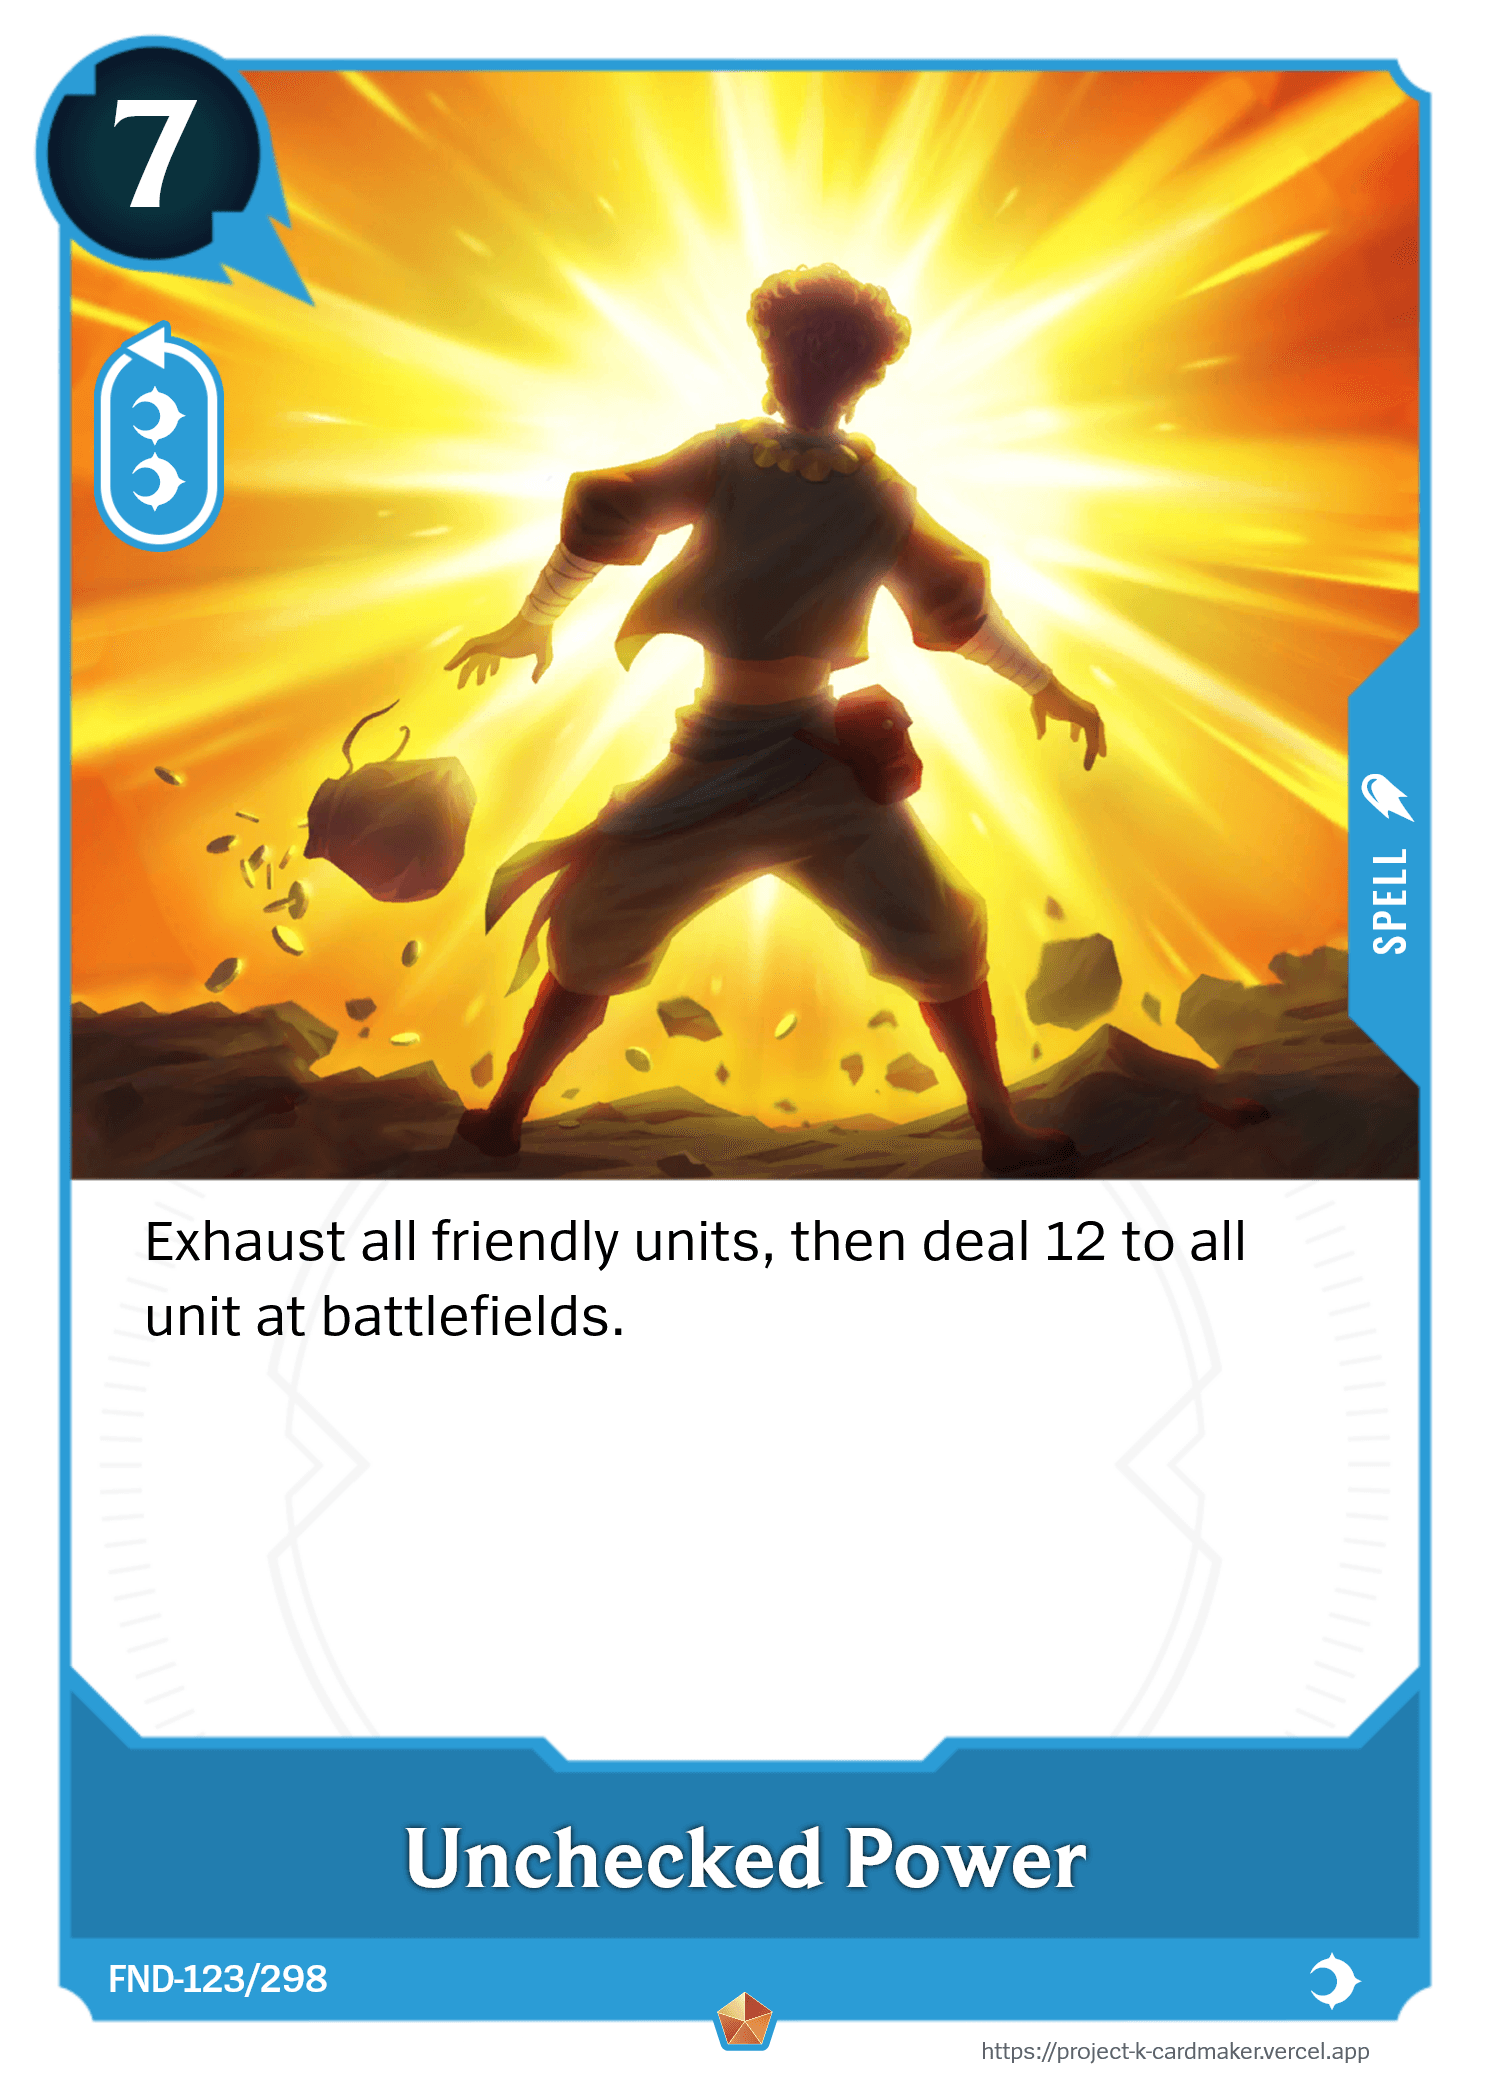 7
SPELL
Exhaust all friendly units, then deal 12 to all
unit at battlefields.
Unchecked Power
FND-123/298
https://project-k-cardmaker.vercel.app